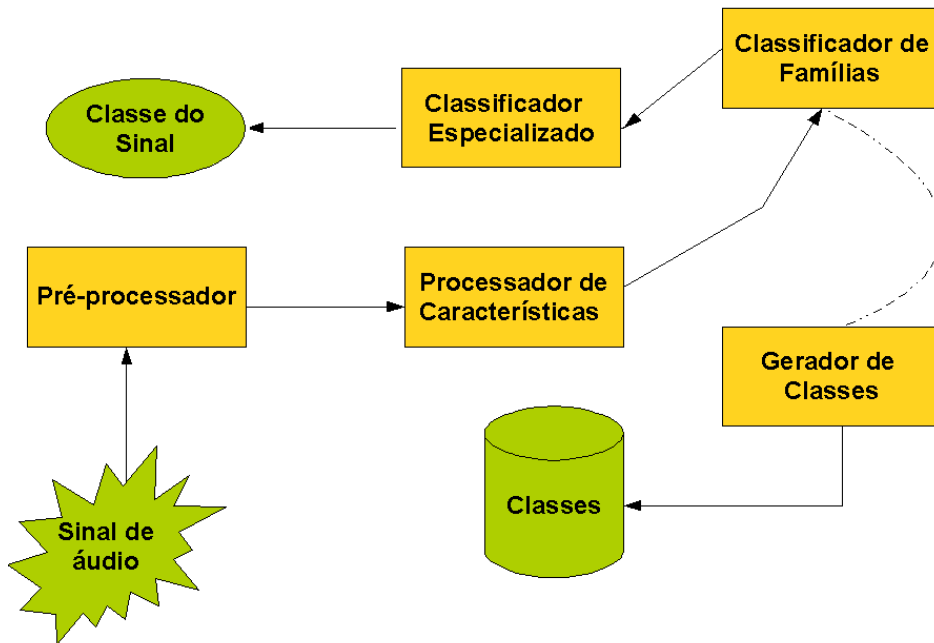 Classificador de
Famílias
Classificador
Especializado
Classe do
Sinal
Pré-processador
Processador de
Característícas
Gerador de
Classes
Classes
Sinal de
áudio